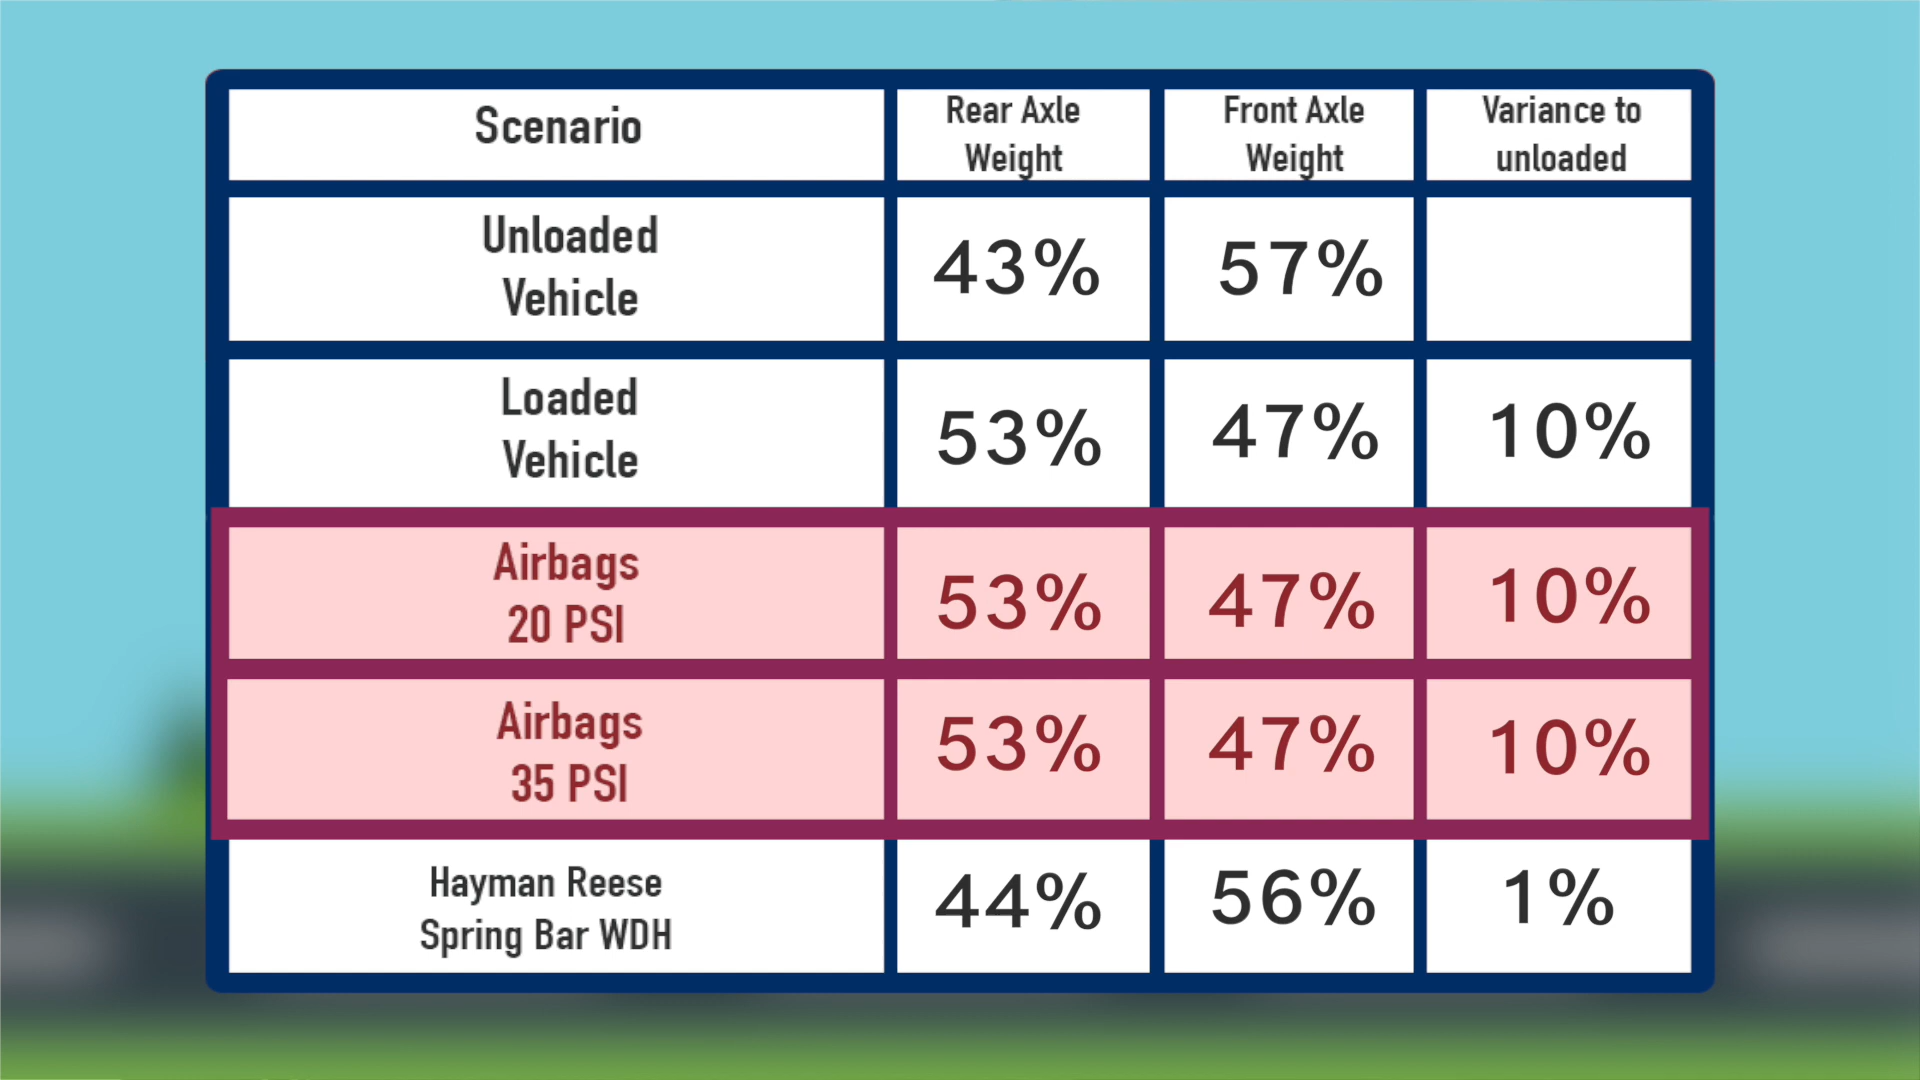 Scenario
Rear Axle
Weight
Front Axle
Weight
Variance to
unloaded
Unloaded
Vehicle
43%
57%
Loaded
Vehicle
53%
47%
10%
Airbags
20 PSI
53%
47%
10%
Airbags
35 PSI
53%
47%
10%
Hayman Reese
Spring Bar WDH
44%
56%
1%